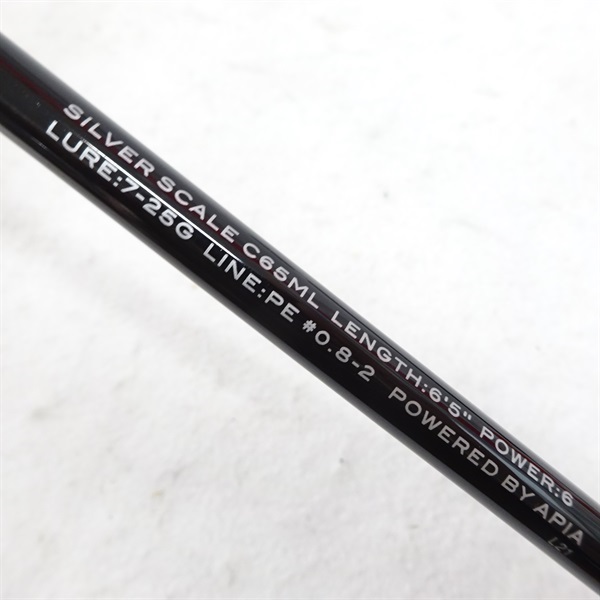 SILVER SCALE C65ML LENGTH:6'5" POWER:6
LURE:7-25G LINE:PE #0.8-2 POWERED BY APIA
L21